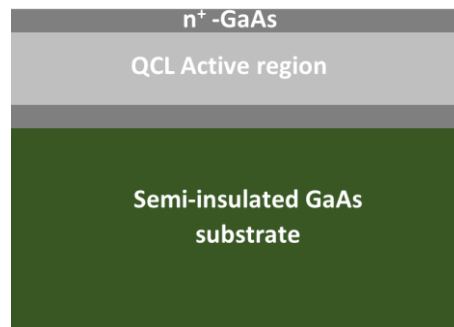 n⁺ -GaAs
QCL Active region
Semi-insulated GaAs
substrate